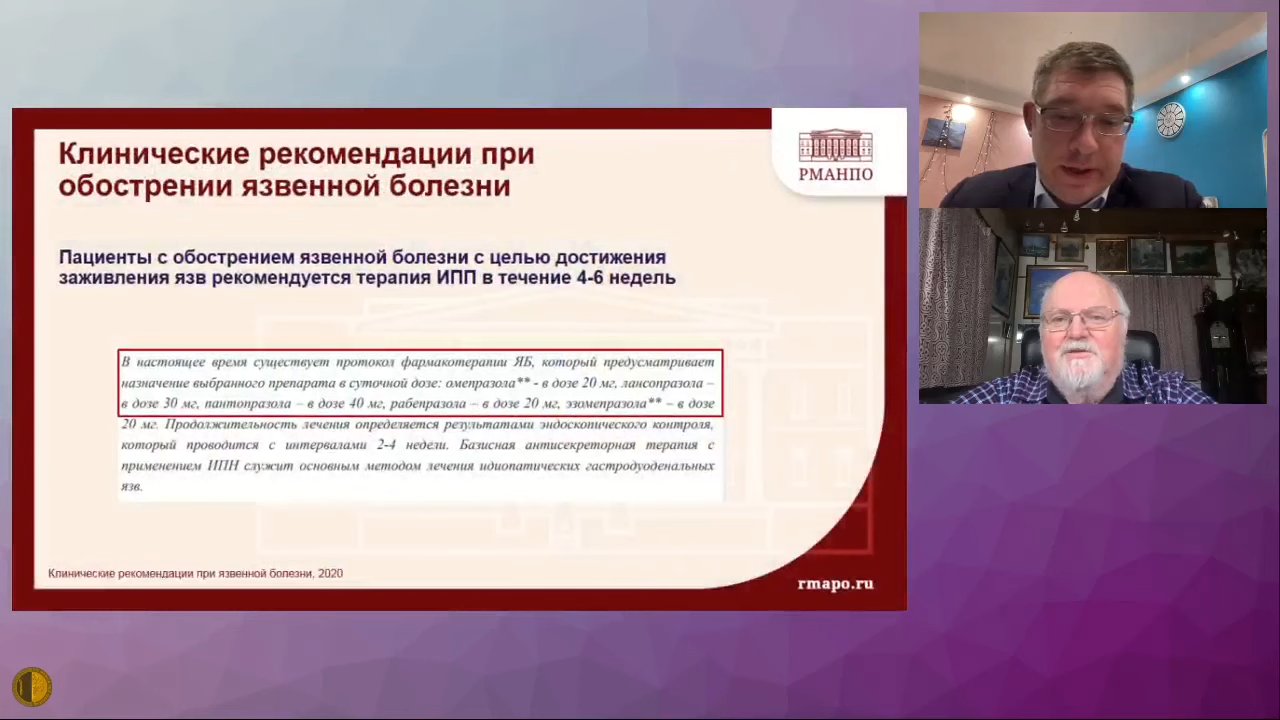 Клинические рекомендации при
обострении язвенной болезни
РМАНПО
Пациенты с обострением язвенной болезни с целью достижения
заживления язв рекомендуется терапия ИПП в течение 4-6 недель
В настоящее время существует протокол фармакотерапии ЯБ, который предусматривает
назначение выбранного препарата в суточной дозе: омепразола** - в дозе 20 мг, лансопразола –
в дозе 30 мг, пантопразола – в дозе 40 мг, рабепразола – в дозе 20 мг, эзомепразола** – в дозе
20 мг. Продолжительность лечения определяется результатами эндоскопического контроля,
который проводится с интервалами 2-4 недели. Базисная антисекреторная терапия с
применением ИПН служит основным методом лечения идиопатических гастродуоденальных
язв.
Клинические рекомендации при язвенной болезни, 2020
rmapo.ru